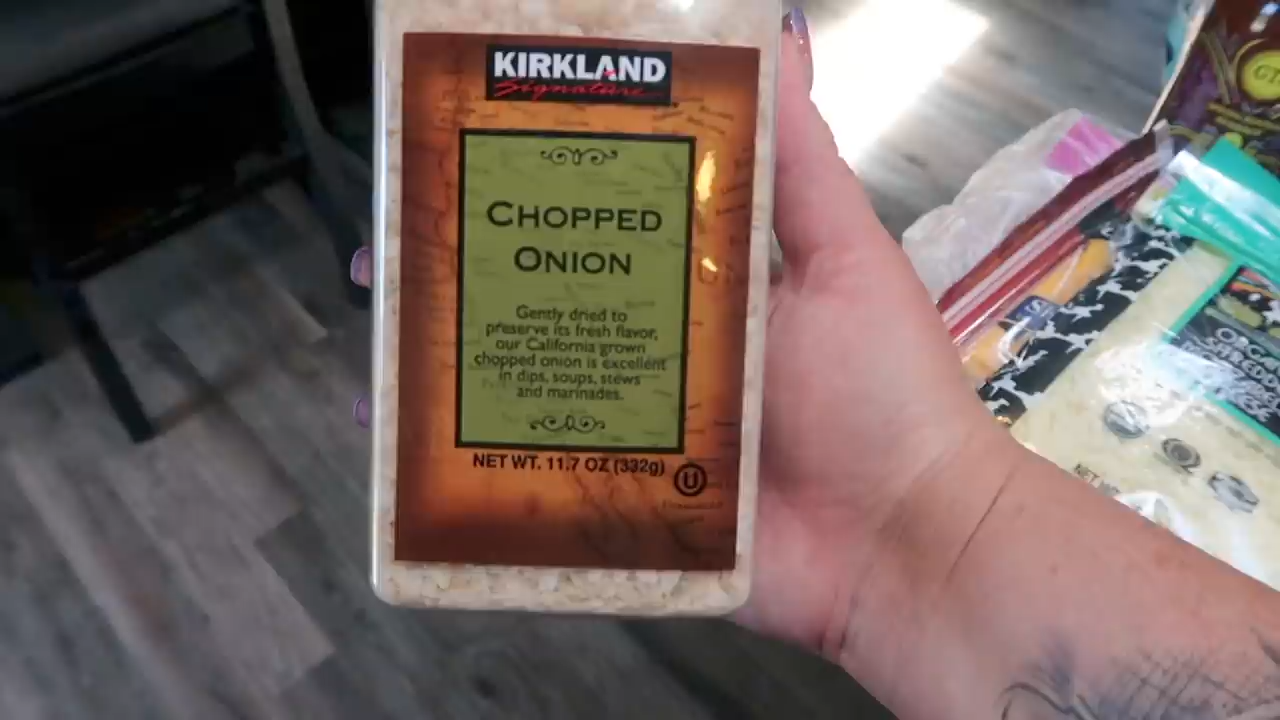 KIRKLAND
Signature
CHOPPED
ONION
Gently dried to
preserve its fresh flavor,
our California grown
chopped onion is excellent
in dips, soups, stews
and marinades.
NET WT. 11.7 OZ (332g)
U
NET